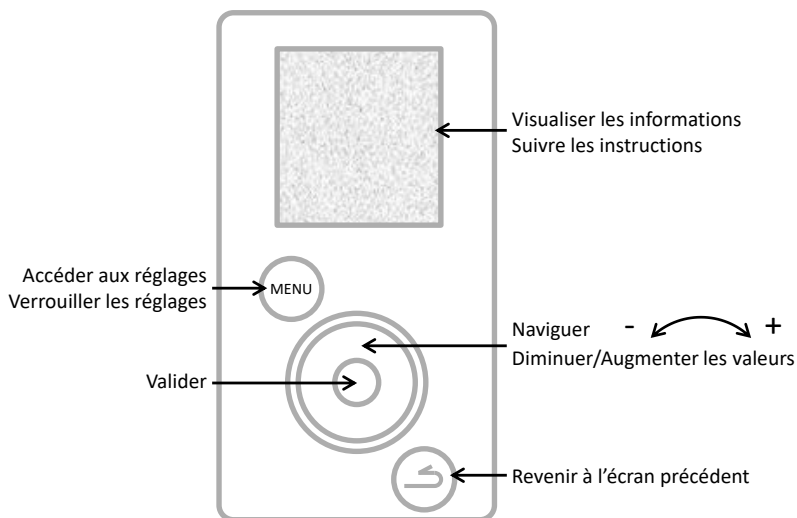 Visualiser les informations
Suivre les instructions
Accéder aux réglages
Verrouiller les réglages
MENU
Naviguer - +
Diminuer/Augmenter les valeurs
Valider
Revenir à l’écran précédent